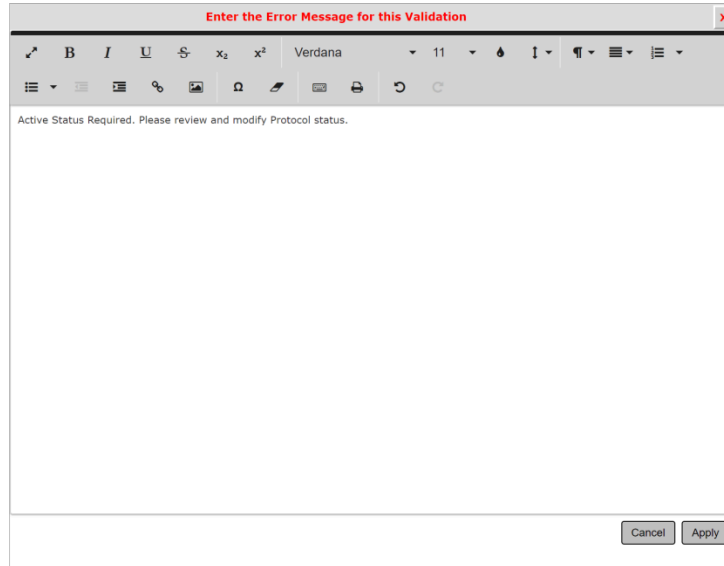 Enter the Error Message for this Validation
x
B I U S x₂ x² Verdana 11 ¶
Ω
Active Status Required. Please review and modify Protocol status.
Cancel Apply